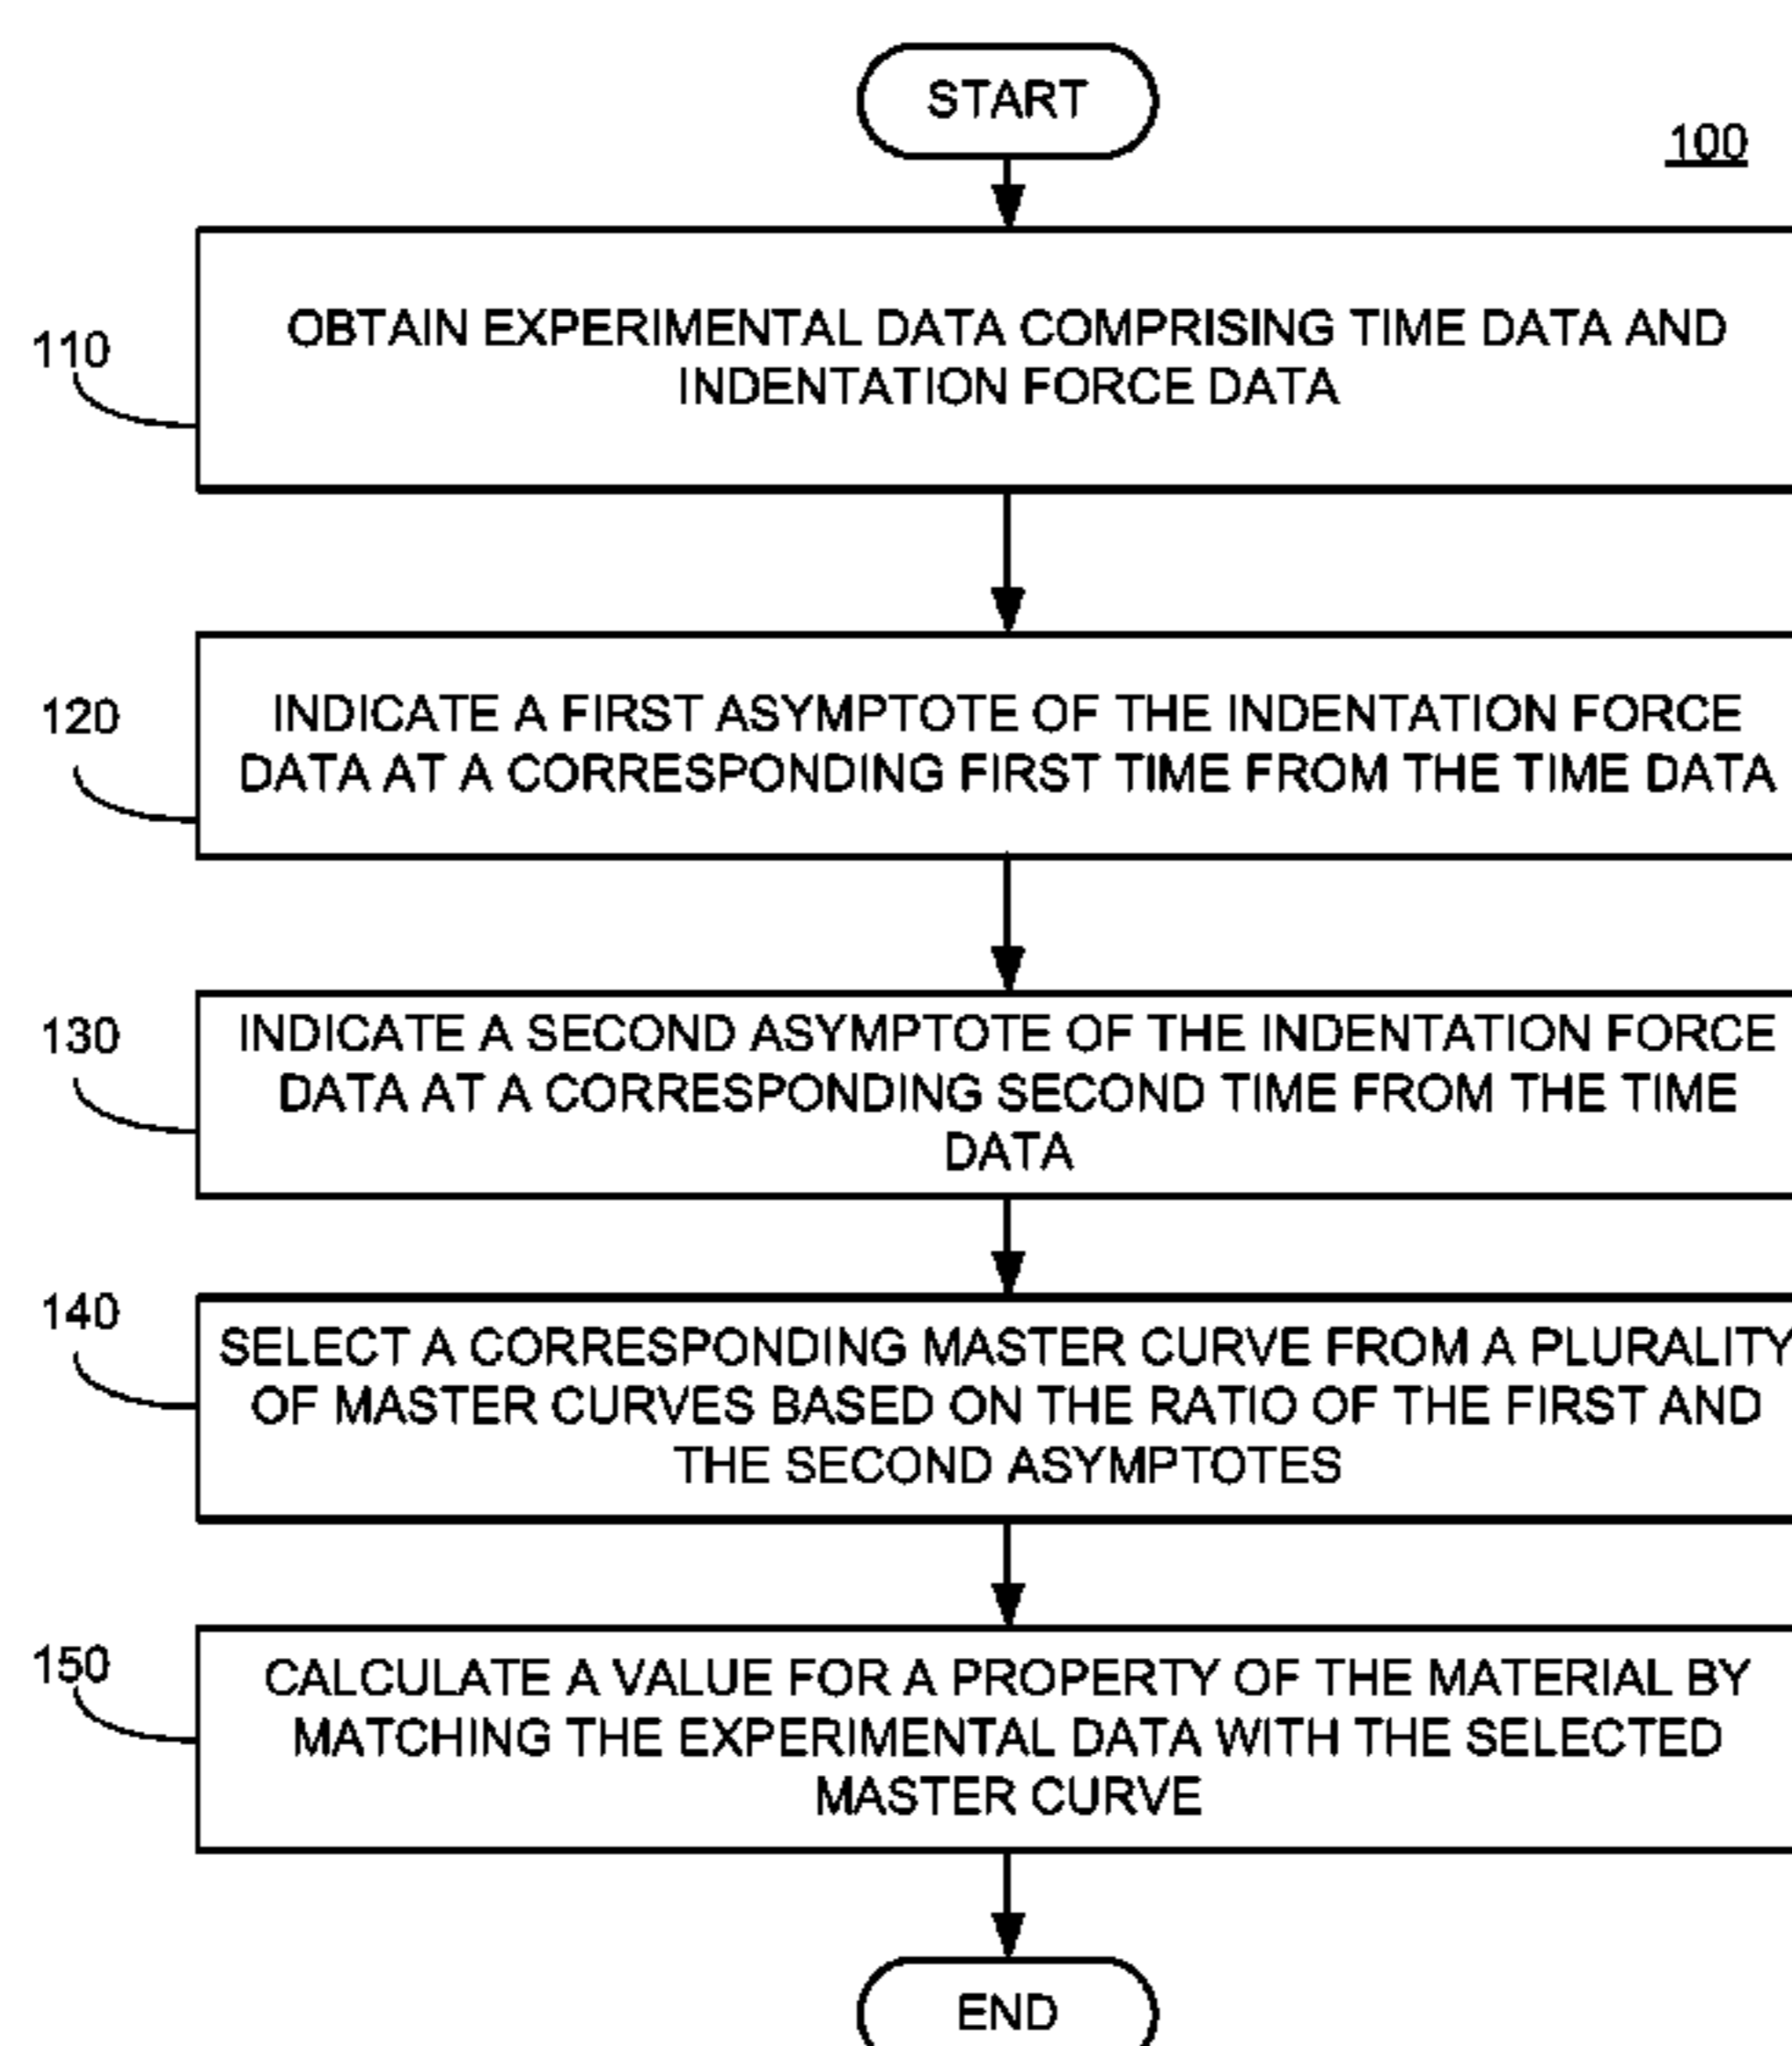 START
100
110
OBTAIN EXPERIMENTAL DATA COMPRISING TIME DATA AND
INDENTATION FORCE DATA
120
INDICATE A FIRST ASYMPTOTE OF THE INDENTATION FORCE
DATA AT A CORRESPONDING FIRST TIME FROM THE TIME DATA
130
INDICATE A SECOND ASYMPTOTE OF THE INDENTATION FORCE
DATA AT A CORRESPONDING SECOND TIME FROM THE TIME
DATA
140
SELECT A CORRESPONDING MASTER CURVE FROM A PLURALITY
OF MASTER CURVES BASED ON THE RATIO OF THE FIRST AND
THE SECOND ASYMPTOTES
150
CALCULATE A VALUE FOR A PROPERTY OF THE MATERIAL BY
MATCHING THE EXPERIMENTAL DATA WITH THE SELECTED
MASTER CURVE
END